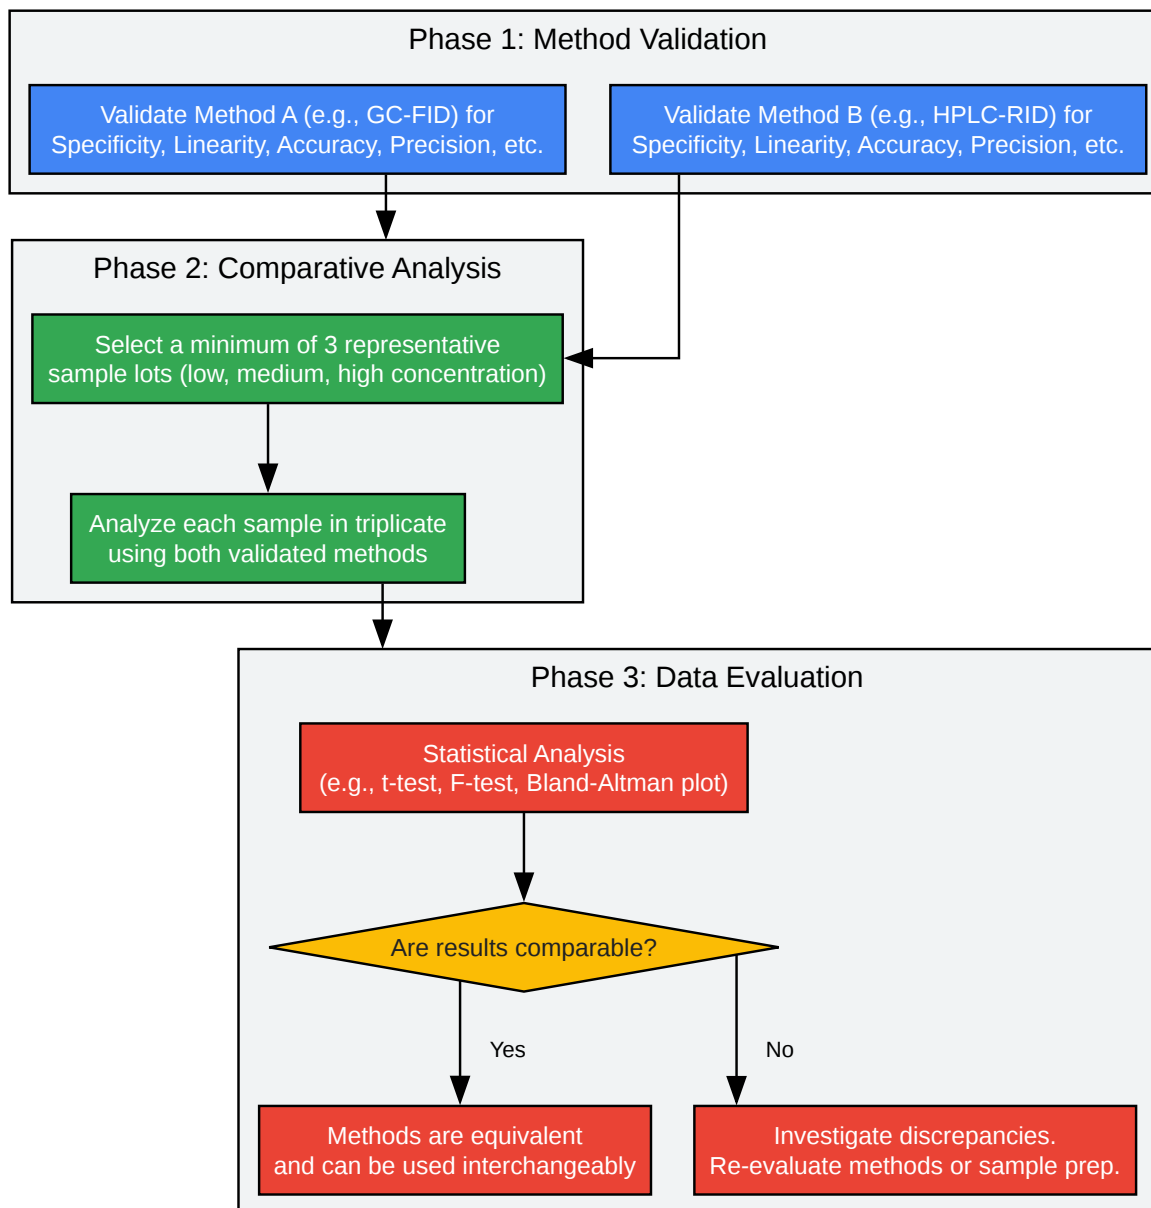 Phase 1: Method Validation
Validate Method A (e.g., GC-FID) for
Specificity, Linearity, Accuracy, Precision, etc.
Validate Method B (e.g., HPLC-RID) for
Specificity, Linearity, Accuracy, Precision, etc.
Phase 2: Comparative Analysis
Select a minimum of 3 representative
sample lots (low, medium, high concentration)
Analyze each sample in triplicate
using both validated methods
Phase 3: Data Evaluation
Statistical Analysis
(e.g., t-test, F-test, Bland-Altman plot)
Are results comparable?
Yes
No
Methods are equivalent
and can be used interchangeably
Investigate discrepancies.
Re-evaluate methods or sample prep.